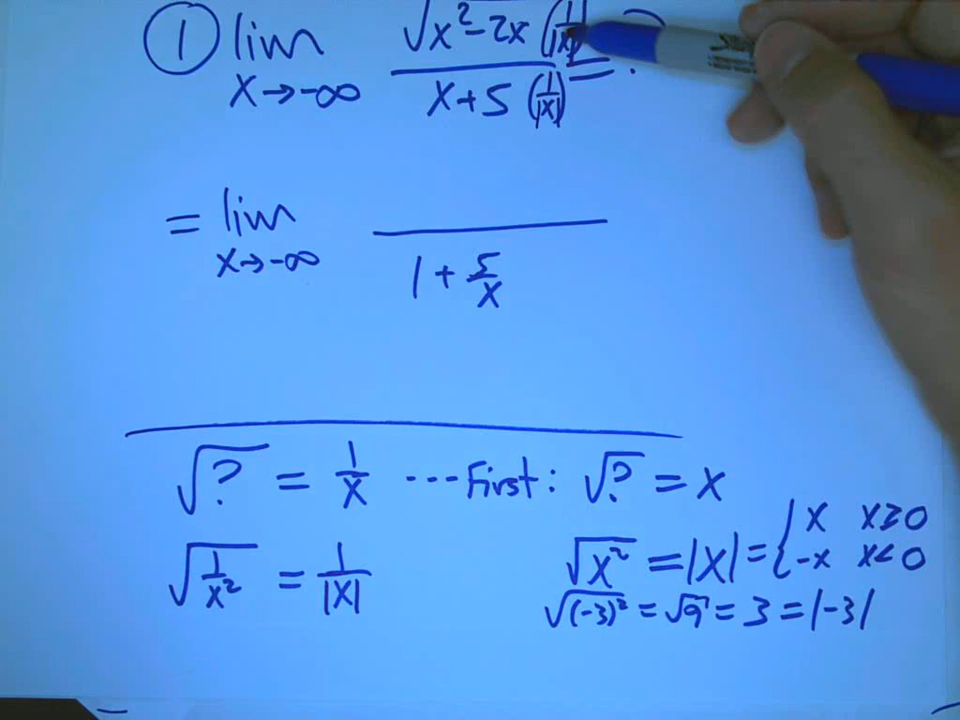 ① lim x→-∞ √x²-2x (1/|x|) / x+5 (1/|x|) = ?
= lim x→-∞ / 1 + 5/x
√? = 1/x ... First: √? = x
√1/x² = 1/|x|
√x² = |x| = { x x≥0
-x x<0
√(-3)² = √9 = 3 = |-3|